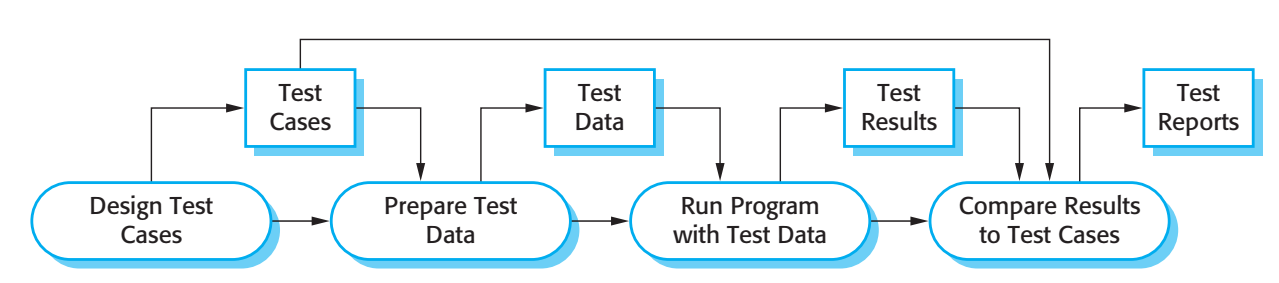 Test
Cases
Test
Data
Test
Results
Test
Reports
Design Test
Cases
Prepare Test
Data
Run Program
with Test Data
Compare Results
to Test Cases